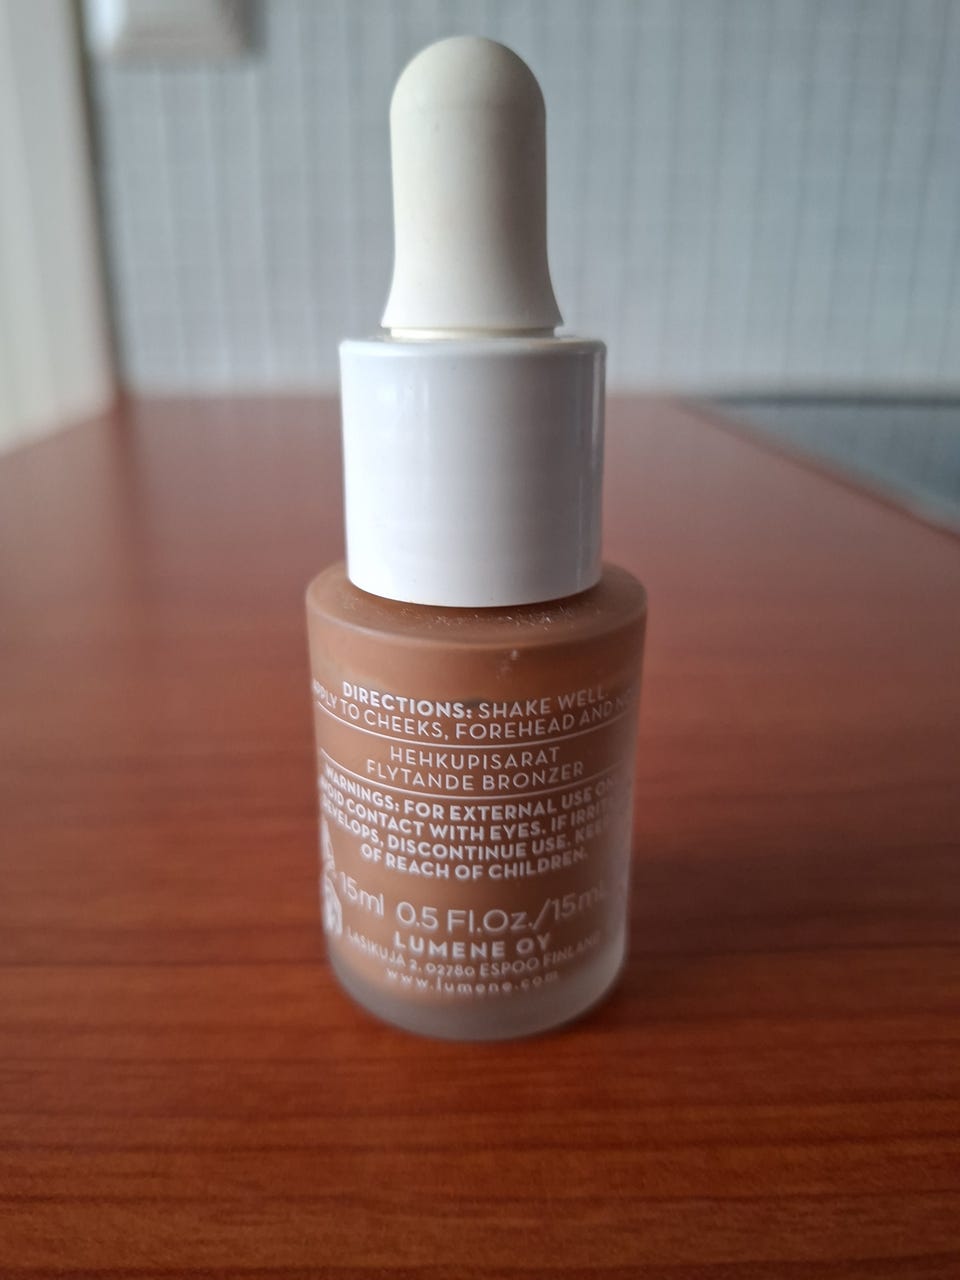 DIRECTIONS: SHAKE WELL.
APPLY TO CHEEKS, FOREHEAD AND
HEHKUPISARAT
FLYTANDE BRONZER
WARNINGS: FOR EXTERNAL USE
AVOID CONTACT WITH EYES. IF
DEVELOPS, DISCONTINUE USE. KEEP
OF REACH OF CHILDREN.
15ml 0.5 Fl.Oz./15mL
LUMENE OY
LASIKUJA 2, 02780 ESPOO FINLAND
www.lumene.com